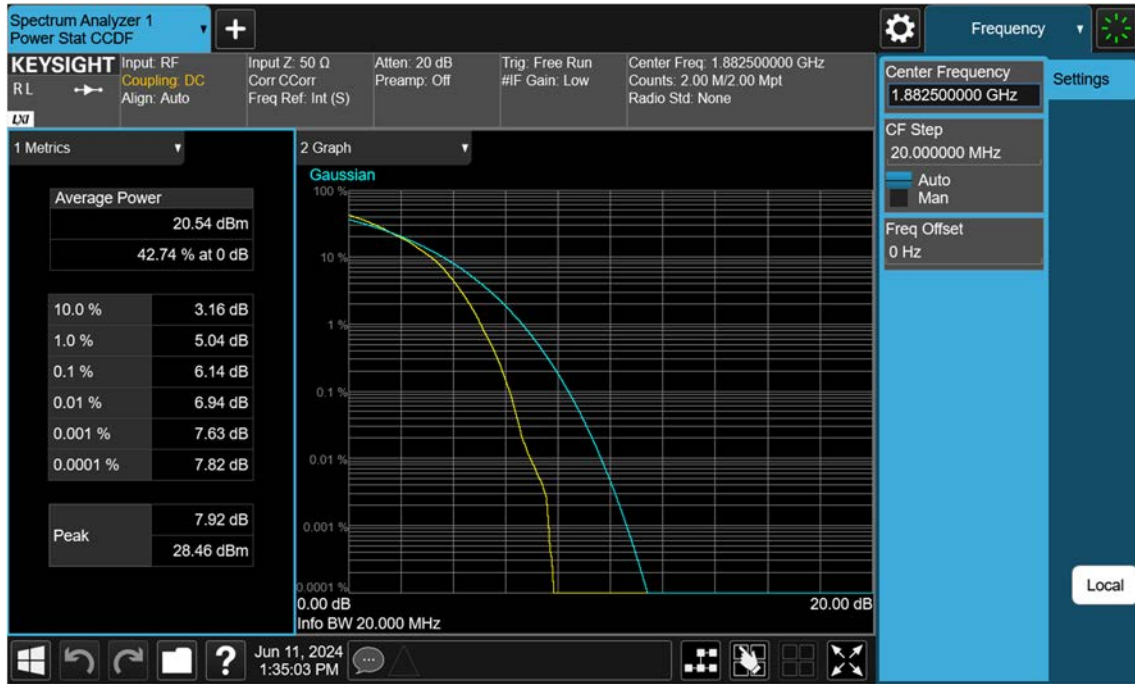 Spectrum Analyzer 1
Power Stat CCDF
+
Frequency
KEYSIGHT
RL
LXI
Input: RF
Coupling: DC
Align: Auto
Input Z: 50 Ω
Corr CCorr
Freq Ref: Int (S)
Atten: 20 dB
Preamp: Off
Trig: Free Run
#IF Gain: Low
Center Freq: 1.882500000 GHz
Counts: 2.00 M/2.00 Mpt
Radio Std: None
Center Frequency
1.882500000 GHz
Settings
CF Step
20.000000 MHz
Auto
Man
Freq Offset
0 Hz
1 Metrics
Average Power
20.54 dBm
42.74 % at 0 dB
10.0 % 3.16 dB
1.0 % 5.04 dB
0.1 % 6.14 dB
0.01 % 6.94 dB
0.001 % 7.63 dB
0.0001 % 7.82 dB
Peak
7.92 dB
28.46 dBm
2 Graph
Gaussian
100 %
10 %
1 %
0.1 %
0.01 %
0.001 %
0.0001 %
0.00 dB 20.00 dB
Info BW 20.000 MHz
Local
?
Jun 11, 2024
1:35:03 PM